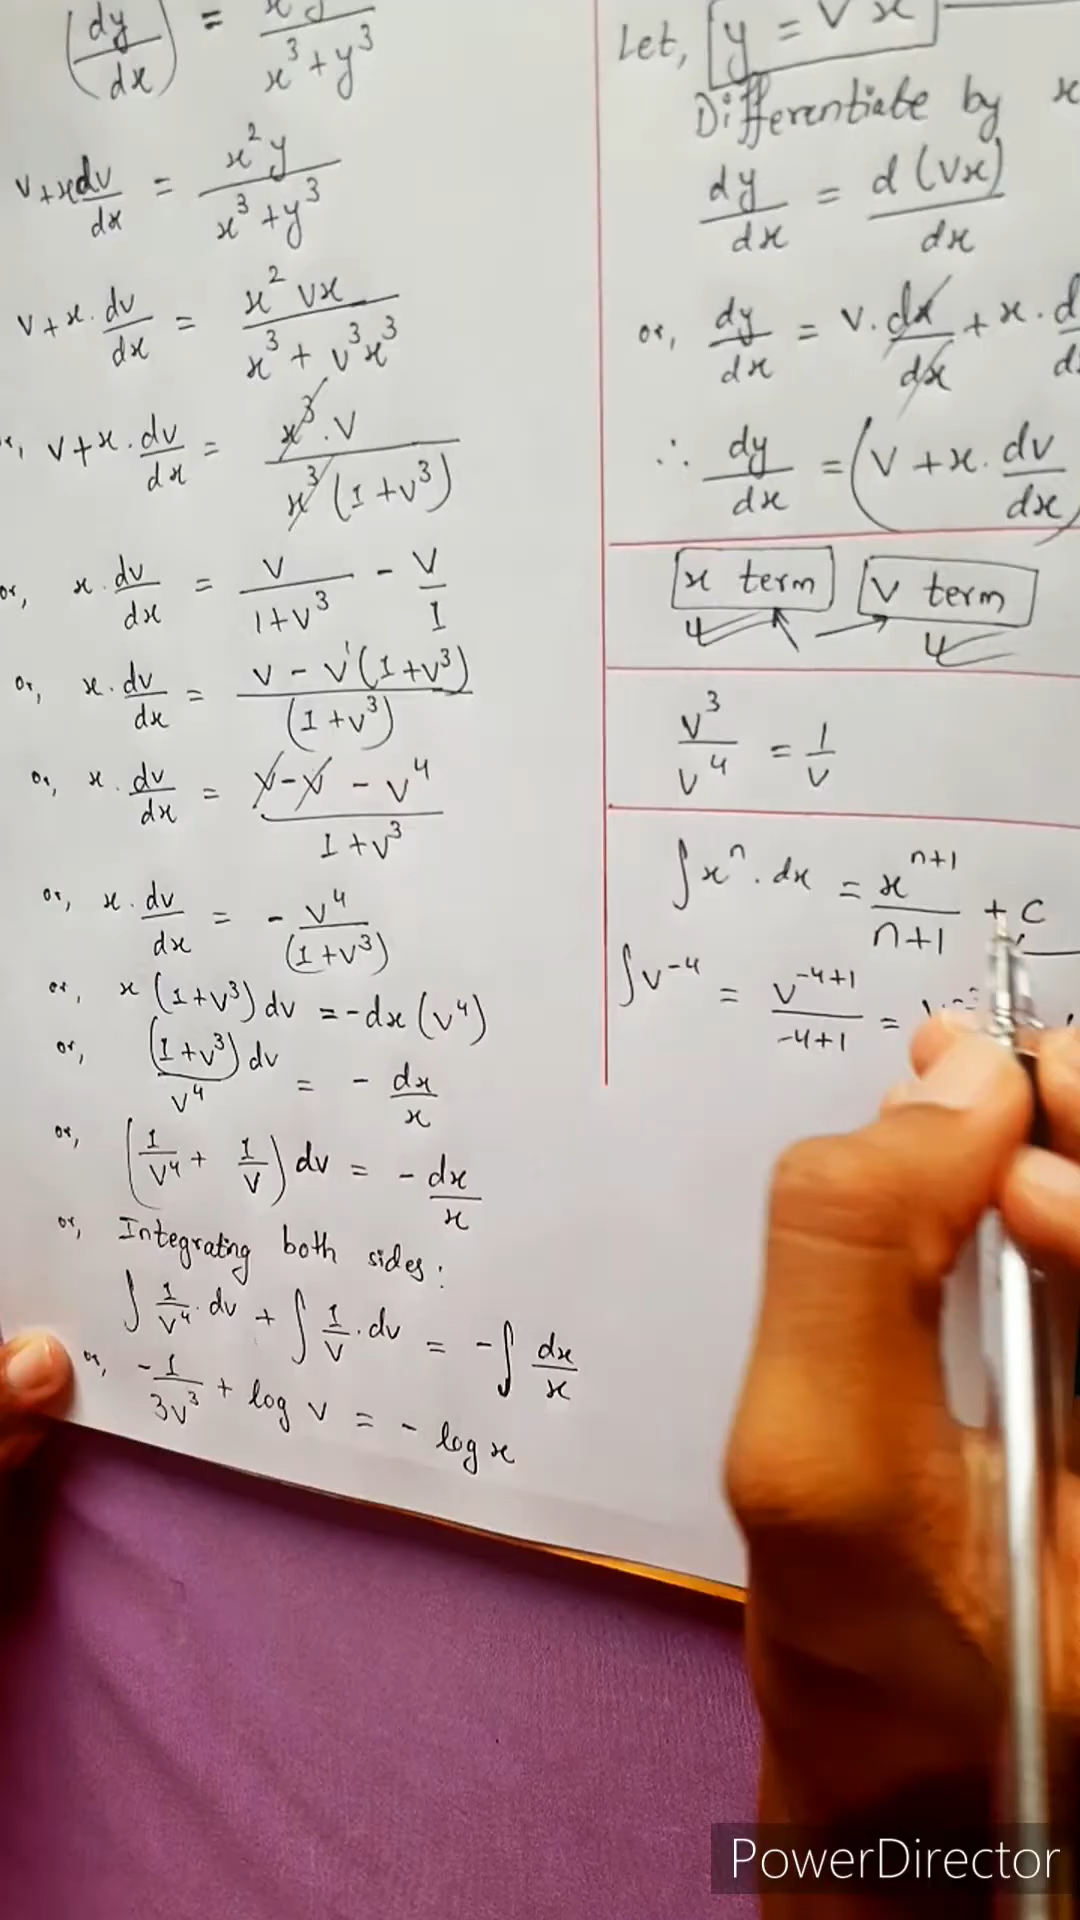 (dy/dx) = /x³+y³
v+xdv/dx = x²y/x³+y³
v+x.dv/dx = x² vx/x³ + v³x³
v+x.dv/dx = x³.v/x³(1+v³)
or, x.dv/dx = v/1+v³ - v/1
or, x.dv/dx = v - v(1+v³)/(1+v³)
or, x.dv/dx = v-v - v⁴/1+v³
or, x.dv/dx = - v⁴/(1+v³)
or, x(1+v³)dv = -dx(v⁴)
or, (1+v³)dv/v⁴ = - dx/x
or, (1/v⁴ + 1/v)dv = - dx/x
or, Integrating both sides:
∫1/v⁴.dv + ∫1/v.dv = -∫dx/x
or, -1/3v³ + log v = - log x
Let, y = vx
Differentiate by x
dy/dx = d(vx)/dx
or, dy/dx = v.dx/dx + x.
∴ dy/dx = (v+x.dv/dx)
x term v term
v³/v⁴ = 1/v
∫xⁿ.dx = xⁿ⁺¹/n+1 + c
∫v⁻⁴ = v⁻⁴⁺¹/-4+1 =
PowerDirector